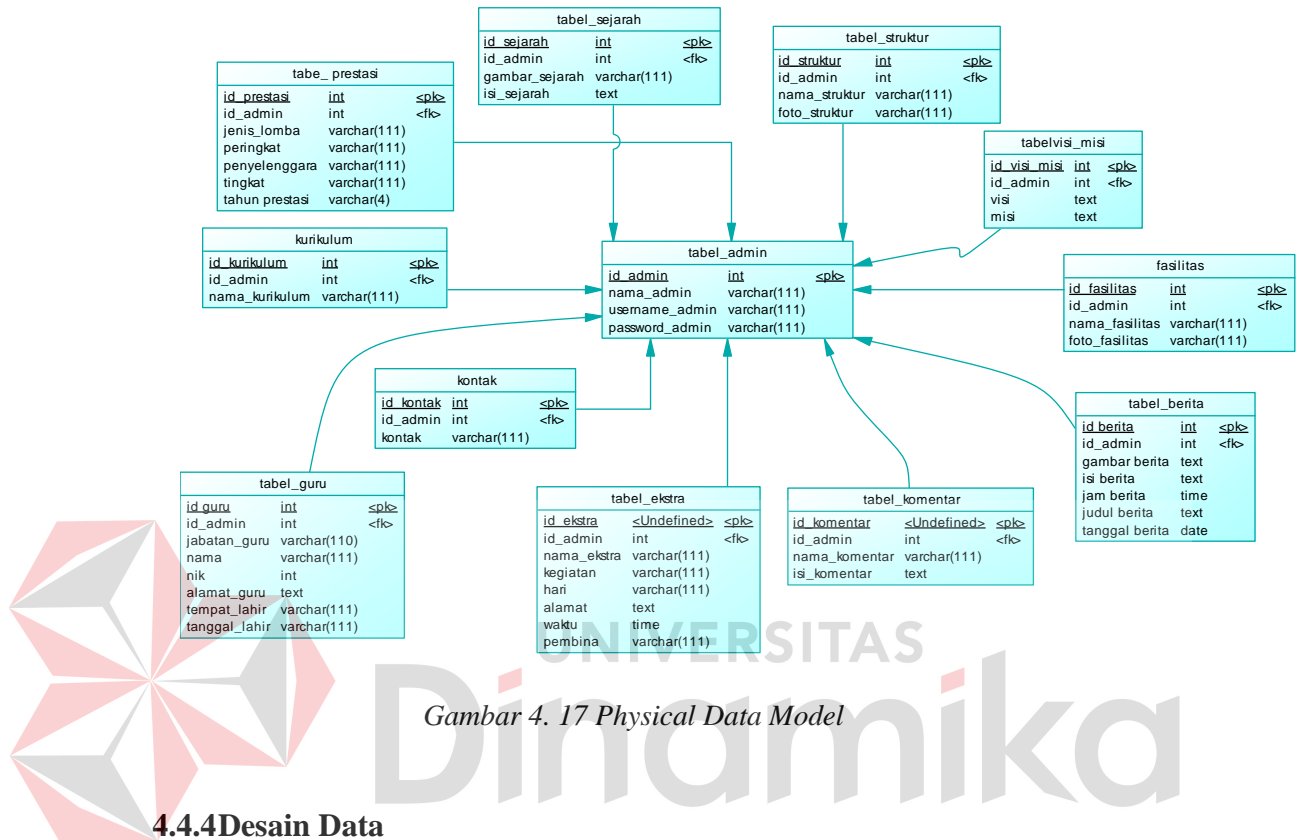 tabel_sejarah
id_sejarah int <pk>
id_admin int <fk>
gambar_sejarah varchar(111)
isi_sejarah text
tabel_struktur
id_struktur int <pk>
id_admin int <fk>
nama_struktur varchar(111)
foto_struktur varchar(111)
tabe_ prestasi
id_prestasi int <pk>
id_admin int <fk>
jenis_lomba varchar(111)
peringkat varchar(111)
penyelenggara varchar(111)
tingkat varchar(111)
tahun prestasi varchar(4)
tabelvisi_misi
id_visi_misi int <pk>
id_admin int <fk>
visi text
misi text
kurikulum
id_kurikulum int <pk>
id_admin int <fk>
nama_kurikulum varchar(111)
tabel_admin
id_admin int <pk>
nama_admin varchar(111)
username_admin varchar(111)
password_admin varchar(111)
fasilitas
id_fasilitas int <pk>
id_admin int <fk>
nama_fasilitas varchar(111)
foto_fasilitas varchar(111)
kontak
id_kontak int <pk>
id_admin int <fk>
kontak varchar(111)
tabel_berita
id berita int <pk>
id_admin int <fk>
gambar berita text
isi berita text
jam berita time
judul berita text
tanggal berita date
tabel_guru
id guru int <pk>
id_admin int <fk>
jabatan_guru varchar(110)
nama varchar(111)
nik int
alamat_guru text
tempat_lahir varchar(111)
tanggal_lahir varchar(111)
tabel_ekstra
id_ekstra <Undefined> <pk>
id_admin int <fk>
nama_ekstra varchar(111)
kegiatan varchar(111)
hari varchar(111)
alamat text
waktu time
pembina varchar(111)
tabel_komentar
id_komentar <Undefined> <pk>
id_admin int <fk>
nama_komentar varchar(111)
isi_komentar text
UNIVERSITAS
Dinamika
Gambar 4. 17 Physical Data Model
4.4.4Desain Data